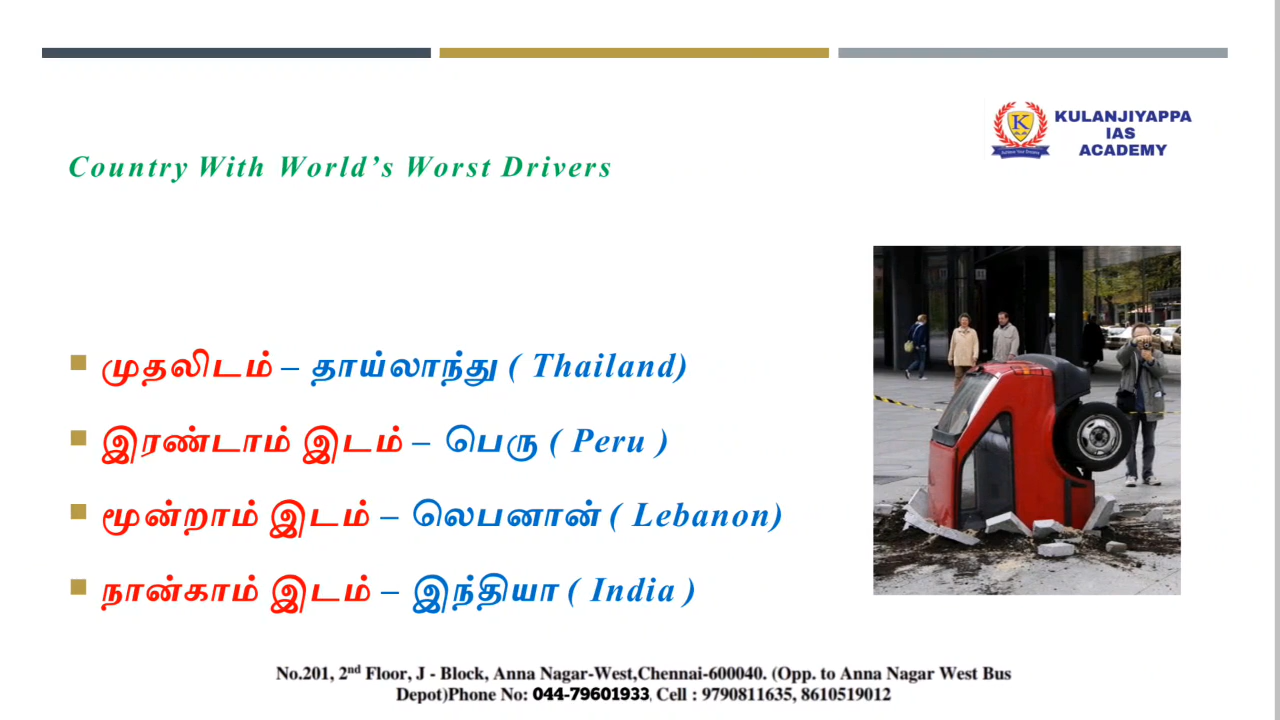 KULANJIYAPPA
IAS
ACADEMY
Country With World’s Worst Drivers
முதலிடம் – தாய்லாந்து ( Thailand)
இரண்டாம் இடம் – பெரு ( Peru )
மூன்றாம் இடம் – லெபனான் ( Lebanon)
நான்காம் இடம் – இந்தியா ( India )
No.201, 2nd Floor, J - Block, Anna Nagar-West,Chennai-600040. (Opp. to Anna Nagar West Bus
Depot)Phone No: 044-79601933, Cell : 9790811635, 8610519012